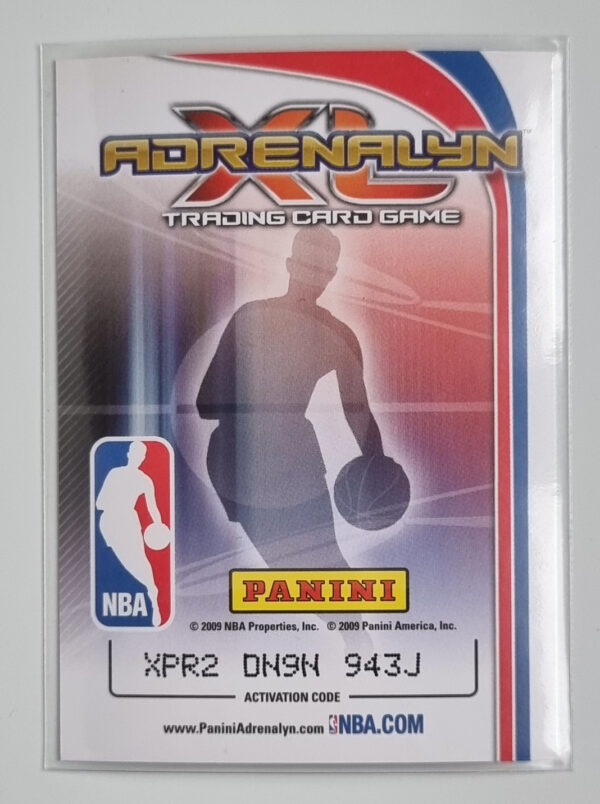 ADRENALYN™
XL
TRADING CARD GAME
NBA
PANINI
© 2009 NBA Properties, Inc. © 2009 Panini America, Inc.
XPR2 DN9N 943J
ACTIVATION CODE
www.PaniniAdrenalyn.com NBA.COM